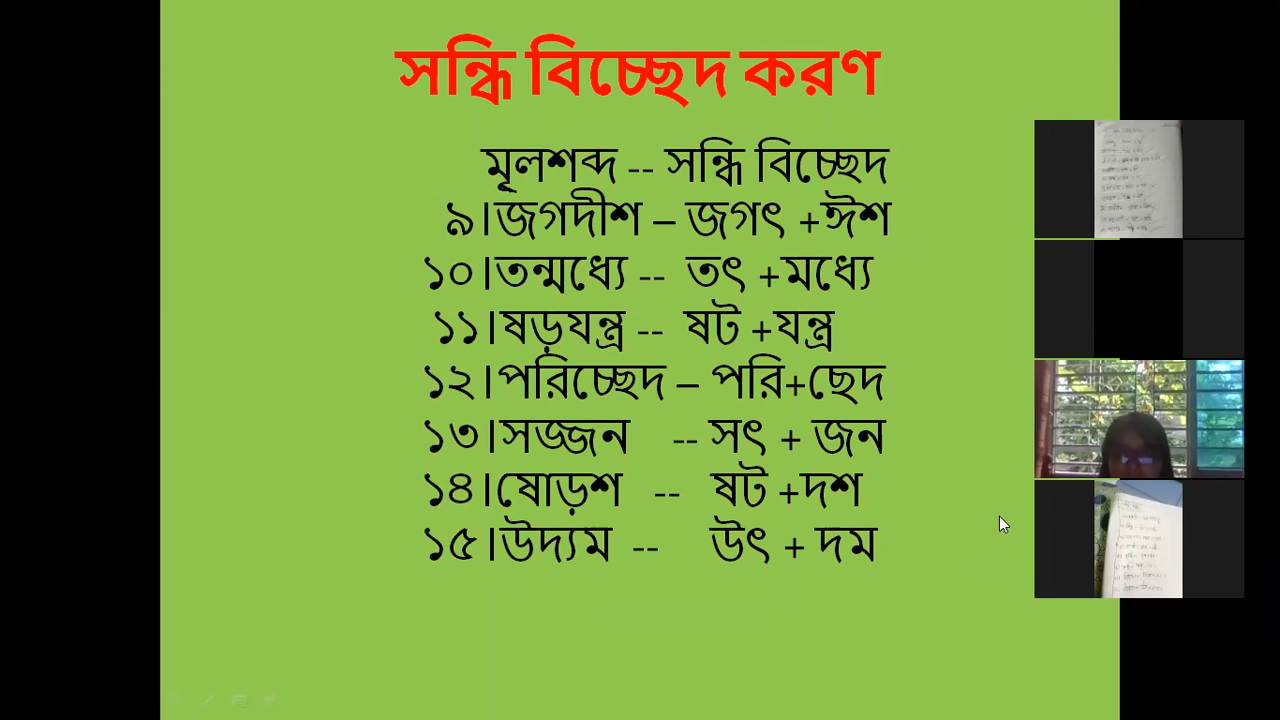 সন্ধি বিচ্ছেদ করণ
মূলশব্দ -- সন্ধি বিচ্ছেদ
৯।জগদীশ – জগৎ +ঈশ
১০।তন্মধ্যে -- তৎ +মধ্যে
১১।ষড়যন্ত্র -- ষট +যন্ত্র
১২।পরিচ্ছেদ – পরি+ছেদ
১৩।সজ্জন -- সৎ + জন
১৪।ষোড়শ -- ষট +দশ
১৫।উদ্যম -- উৎ + দম